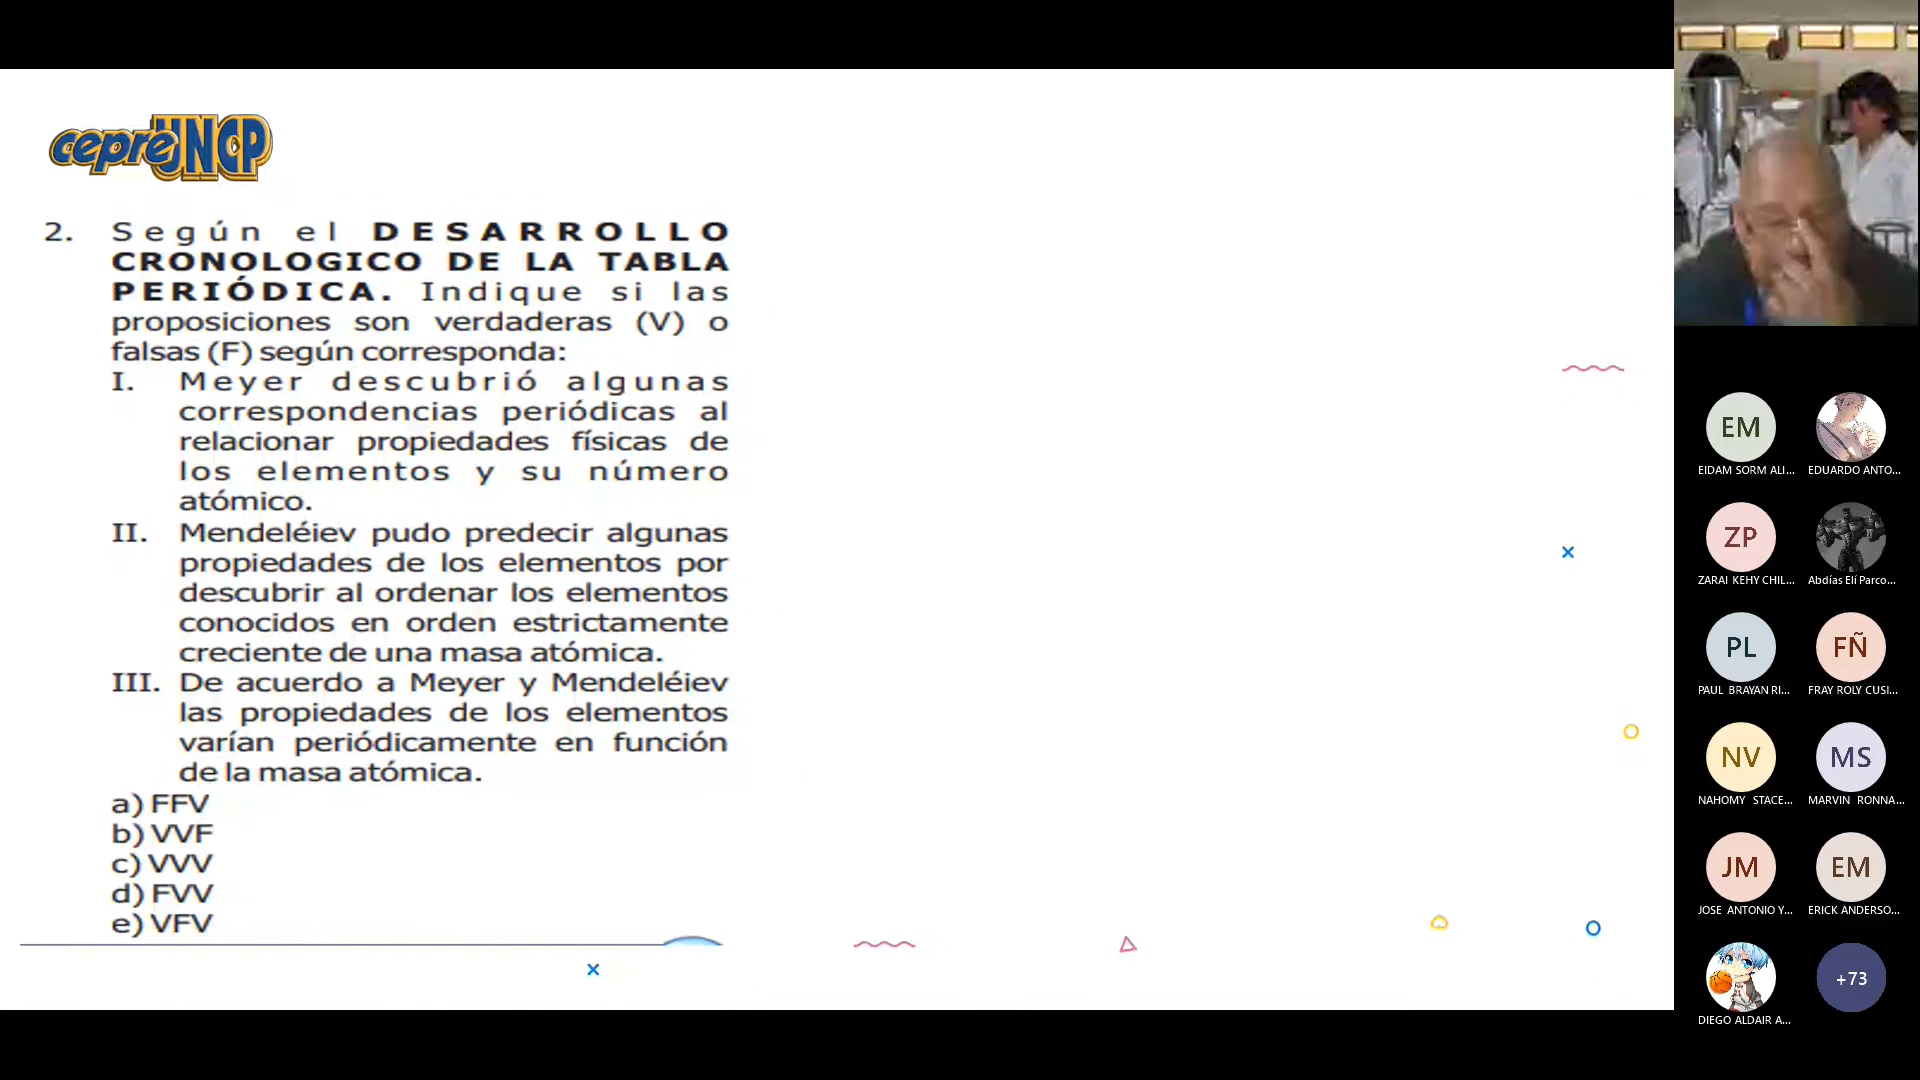 cepreUNCP
2. Según el DESARROLLO
CRONOLOGICO DE LA TABLA
PERIÓDICA. Indique si las
proposiciones son verdaderas (V) o
falsas (F) según corresponda:
I. Meyer descubrió algunas
correspondencias periódicas al
relacionar propiedades físicas de
los elementos y su número
atómico.
II. Mendeléiev pudo predecir algunas
propiedades de los elementos por
descubrir al ordenar los elementos
conocidos en orden estrictamente
creciente de una masa atómica.
III. De acuerdo a Meyer y Mendeléiev
las propiedades de los elementos
varían periódicamente en función
de la masa atómica.
a) FFV
b) VVF
c) VVV
d) FVV
e) VFV
EM
EIDAM SORM ALI...
EDUARDO ANTO...
ZP
ZARAI KEHY CHIL...
Abdías Elí Parco...
PL
FÑ
PAUL BRAYAN RI...
FRAY ROLY CUSI...
NV
MS
NAHOMY STACE...
MARVIN RONNA...
JM
EM
JOSE ANTONIO Y...
ERICK ANDERSO...
+73
DIEGO ALDAIR A...